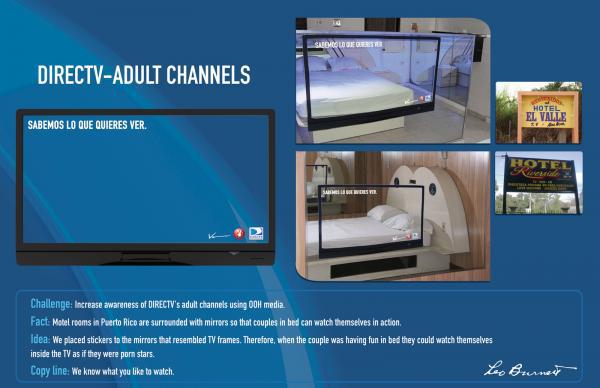 DIRECTV-ADULT CHANNELS
SABEMOS LO QUE QUIERES VER.
SABEMOS LO QUE QUIERES VER.
SABEMOS LO QUE QUIERES VER.
HOTEL
EL VALLE
HOTEL
Riverside
Challenge: Increase awareness of DIRECTV's adult channels using OOH media.
Fact: Motel rooms in Puerto Rico are surrounded with mirrors so that couples in bed can watch themselves in action.
Idea: We placed stickers to the mirrors that resembled TV frames. Therefore, when the couple was having fun in bed they could watch themselves
inside the TV as if they were porn stars.
Copy line: We know what you like to watch.
Leo Burnett